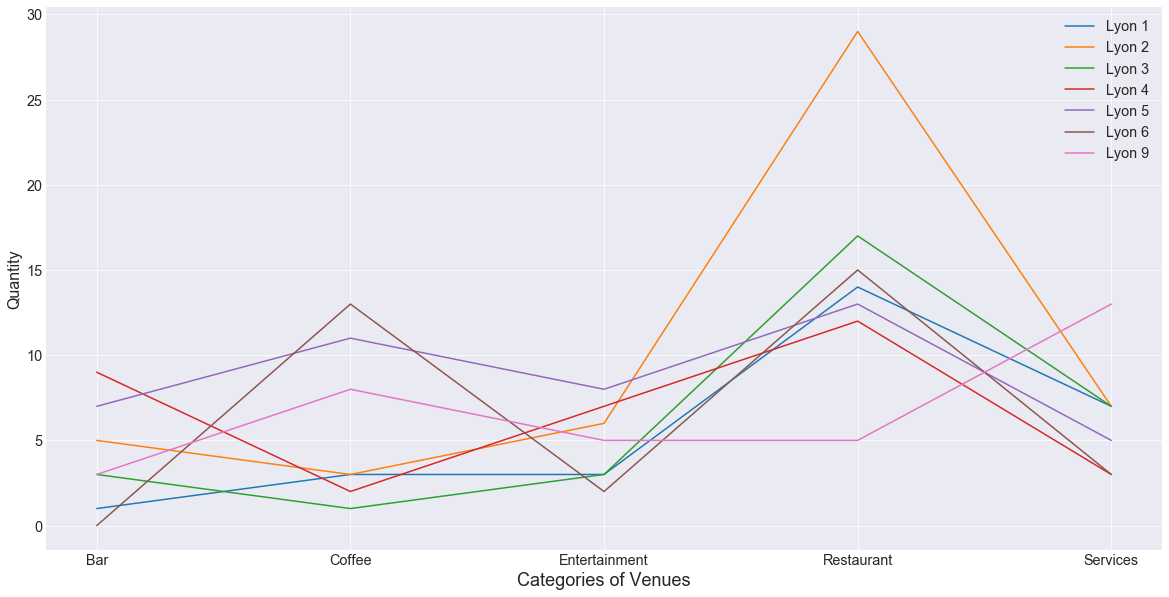 30
25
20
15
10
5
0
Quantity
Bar
Coffee
Entertainment
Restaurant
Services
Categories of Venues
Lyon 1
Lyon 2
Lyon 3
Lyon 4
Lyon 5
Lyon 6
Lyon 9